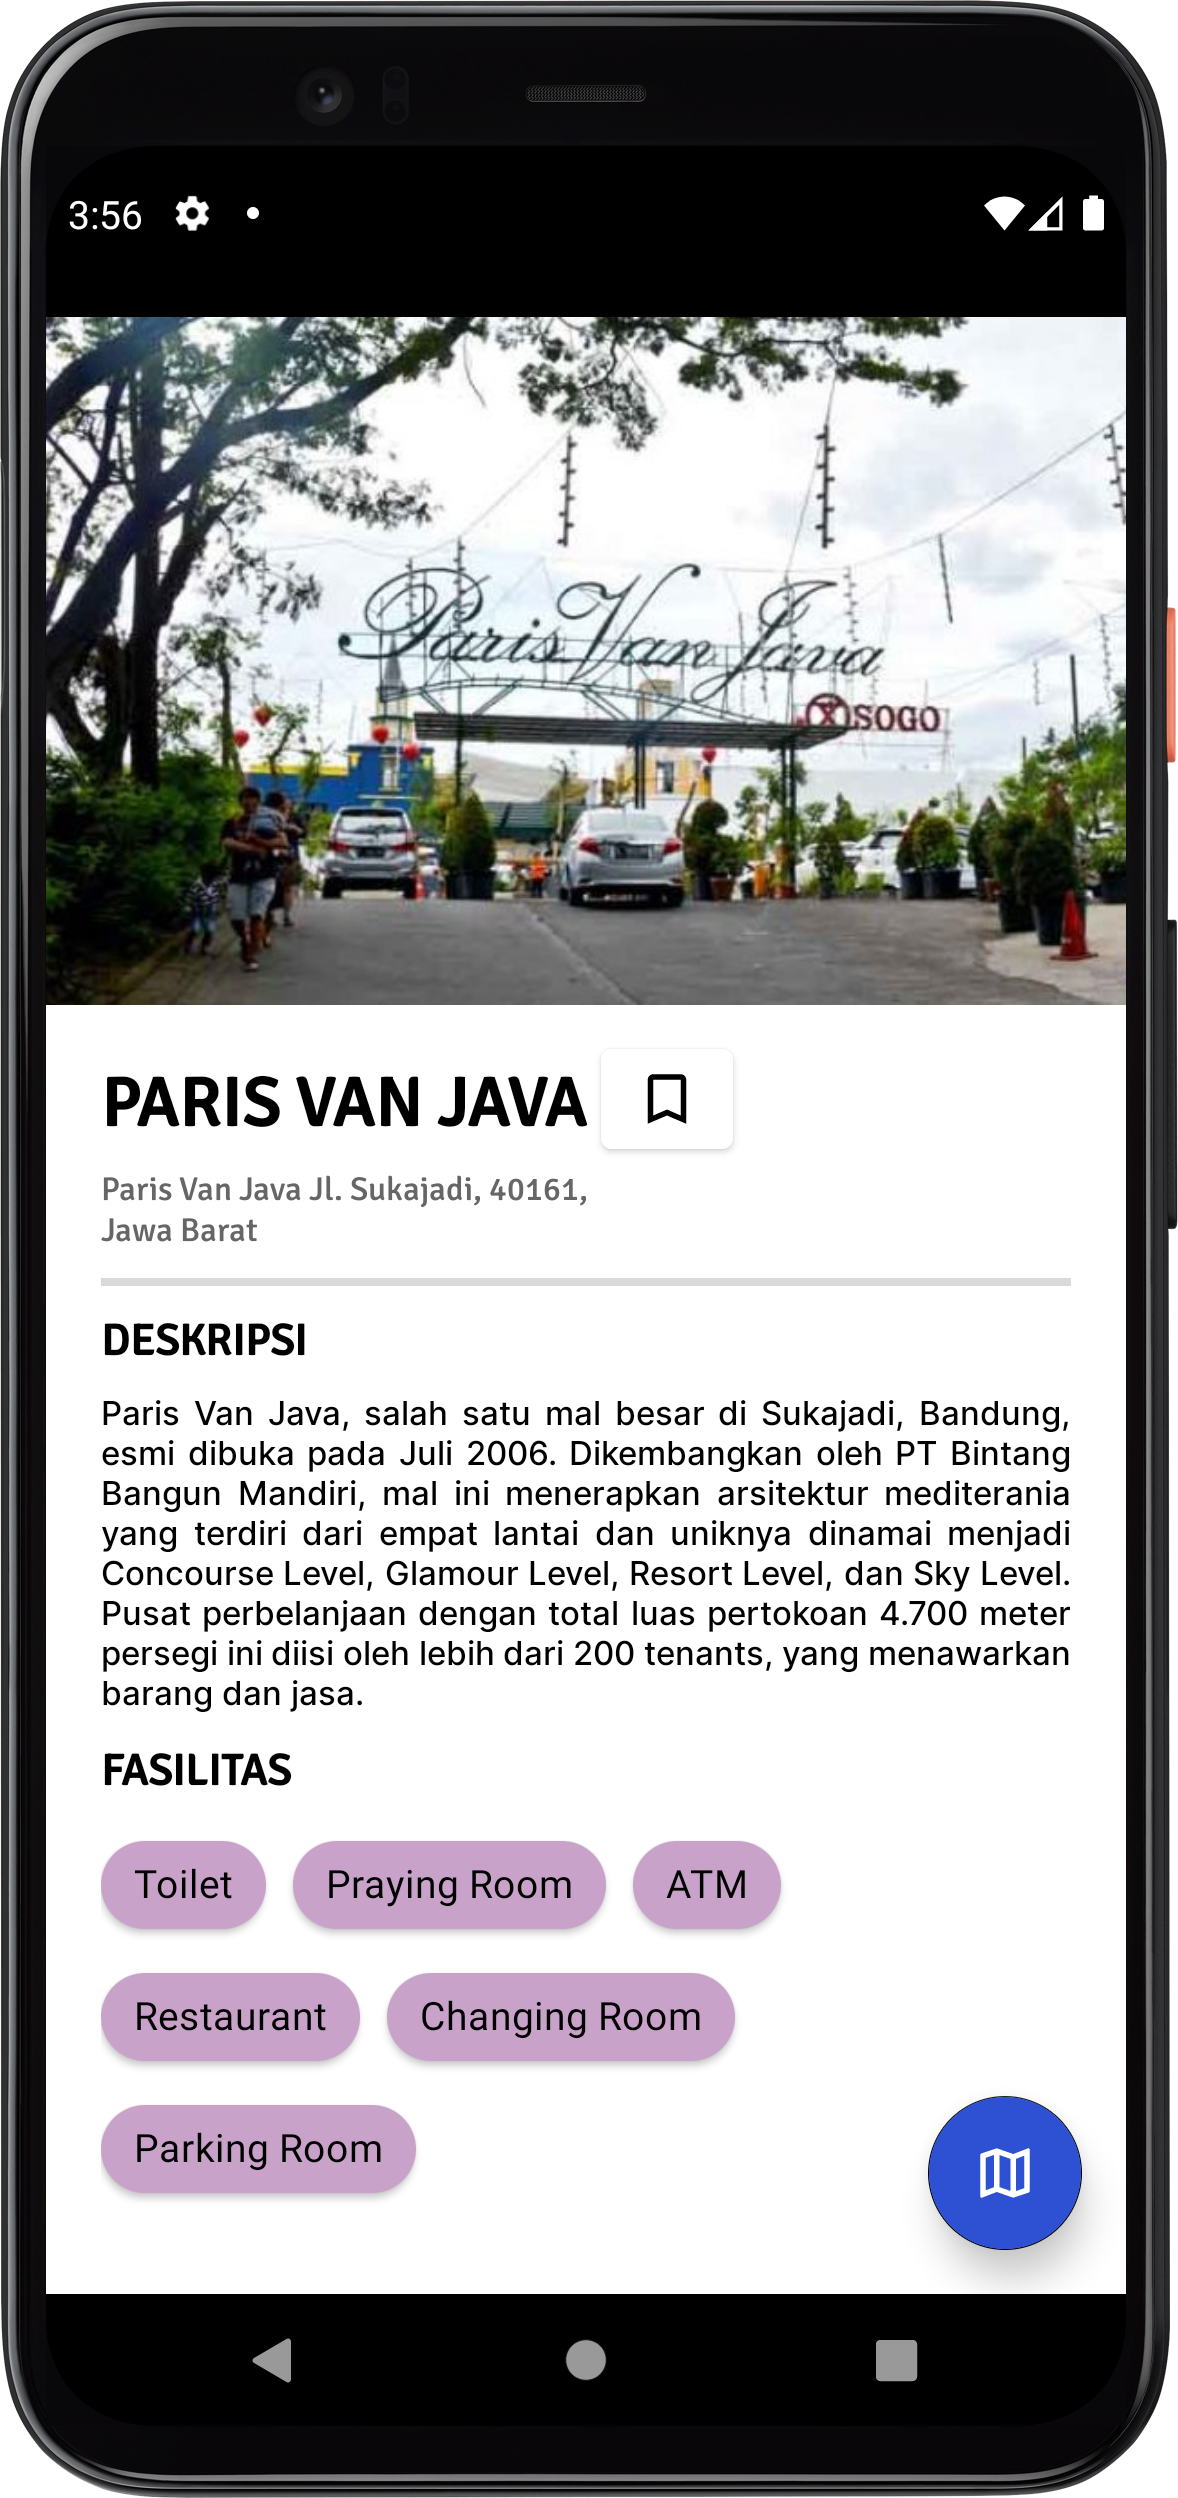 3:56
Paris Van Java
SOGO
PARIS VAN JAVA
Paris Van Java Jl. Sukajadi, 40161,
Jawa Barat
DESKRIPSI
Paris Van Java, salah satu mal besar di Sukajadi, Bandung,
esmi dibuka pada Juli 2006. Dikembangkan oleh PT Bintang
Bangun Mandiri, mal ini menerapkan arsitektur mediterania
yang terdiri dari empat lantai dan uniknya dinamai menjadi
Concourse Level, Glamour Level, Resort Level, dan Sky Level.
Pusat perbelanjaan dengan total luas pertokoan 4.700 meter
persegi ini diisi oleh lebih dari 200 tenants, yang menawarkan
barang dan jasa.
FASILITAS
Toilet Praying Room ATM
Restaurant Changing Room
Parking Room